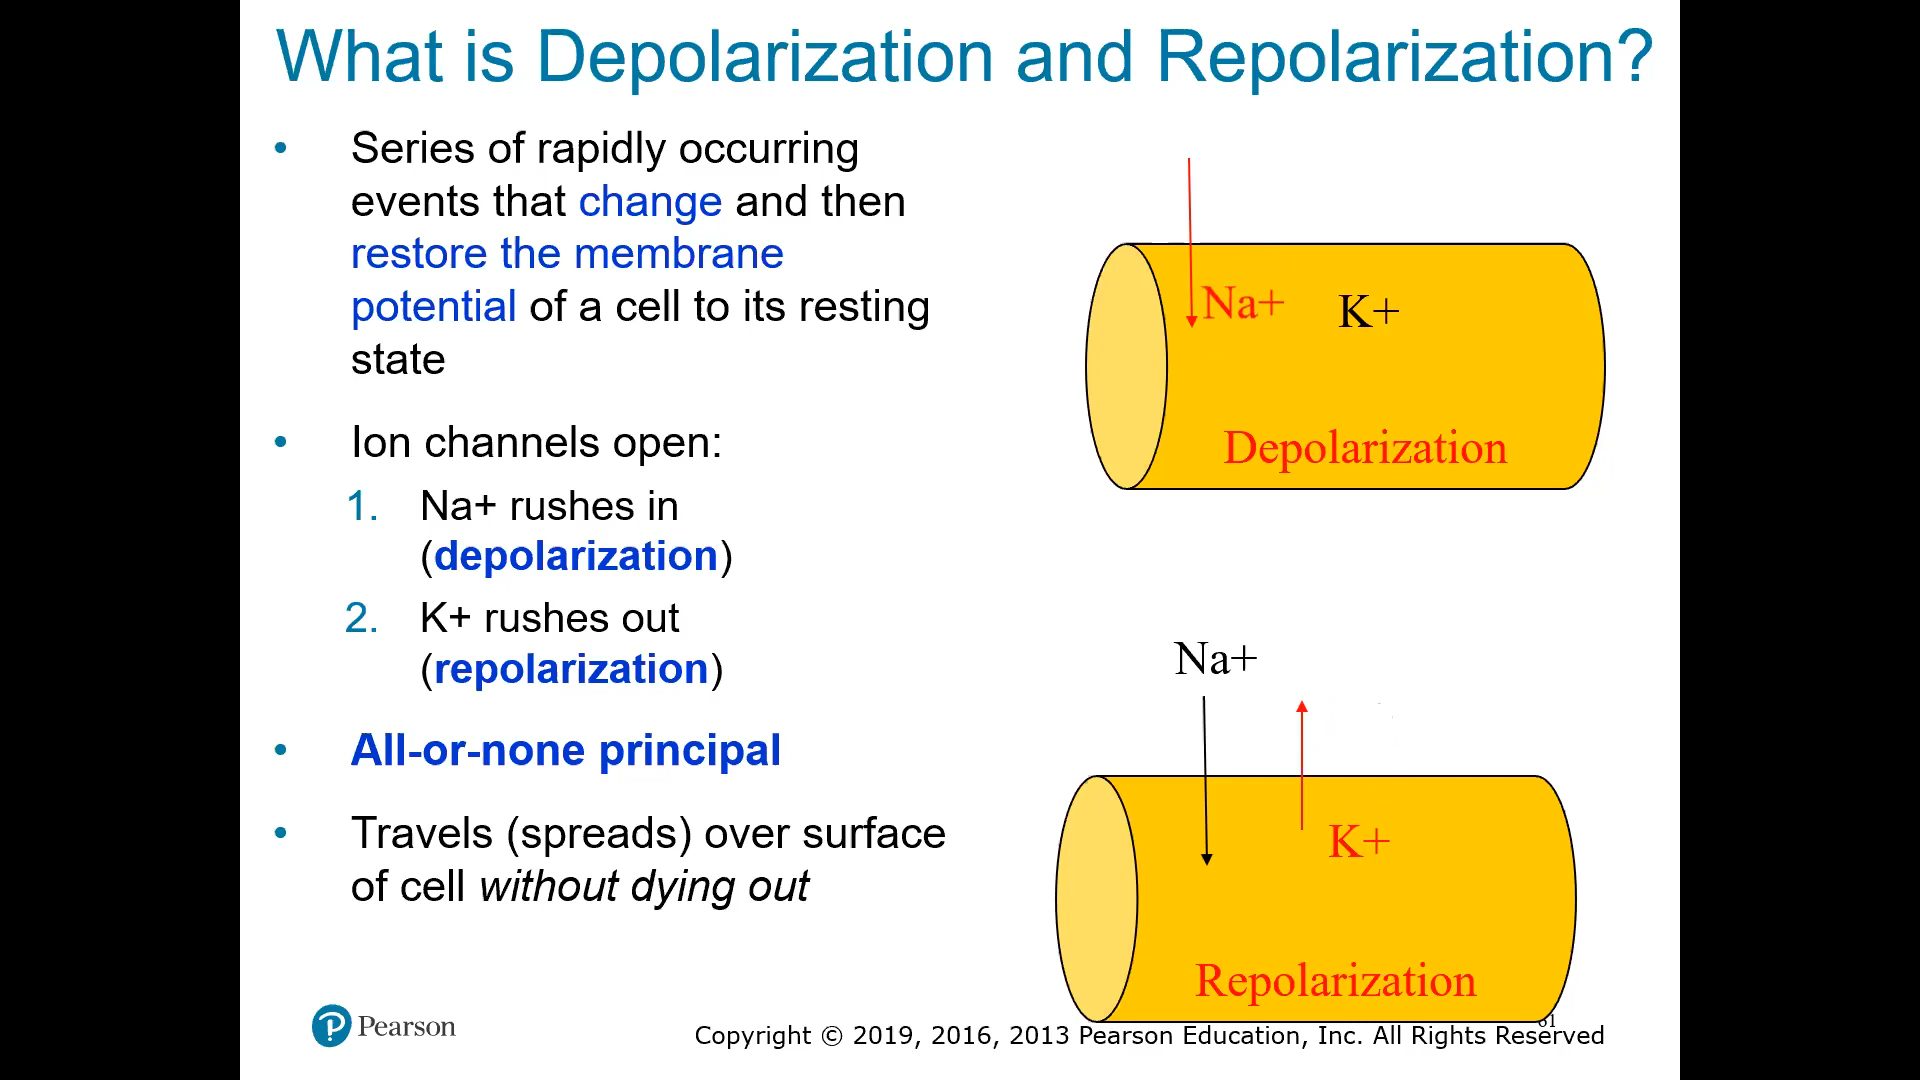 What is Depolarization and Repolarization?
• Series of rapidly occurring
events that change and then
restore the membrane
potential of a cell to its resting
state
• Ion channels open:
1. Na+ rushes in
(depolarization)
2. K+ rushes out
(repolarization)
• All-or-none principal
• Travels (spreads) over surface
of cell without dying out
Na+ K+
Depolarization
Na+
K+
Repolarization
Pearson
Copyright © 2019, 2016, 2013 Pearson Education, Inc. All Rights Reserved